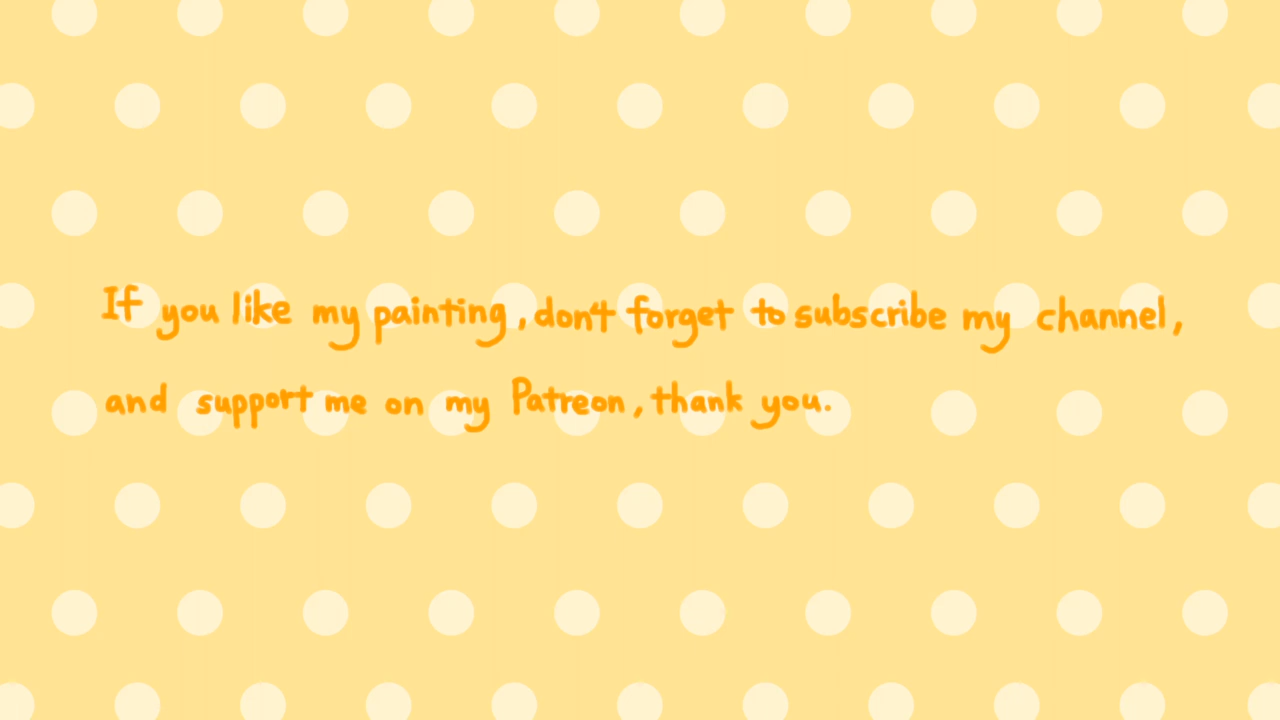 If you like my painting, don't forget to subscribe my channel,
and support me on my Patreon, thank you.